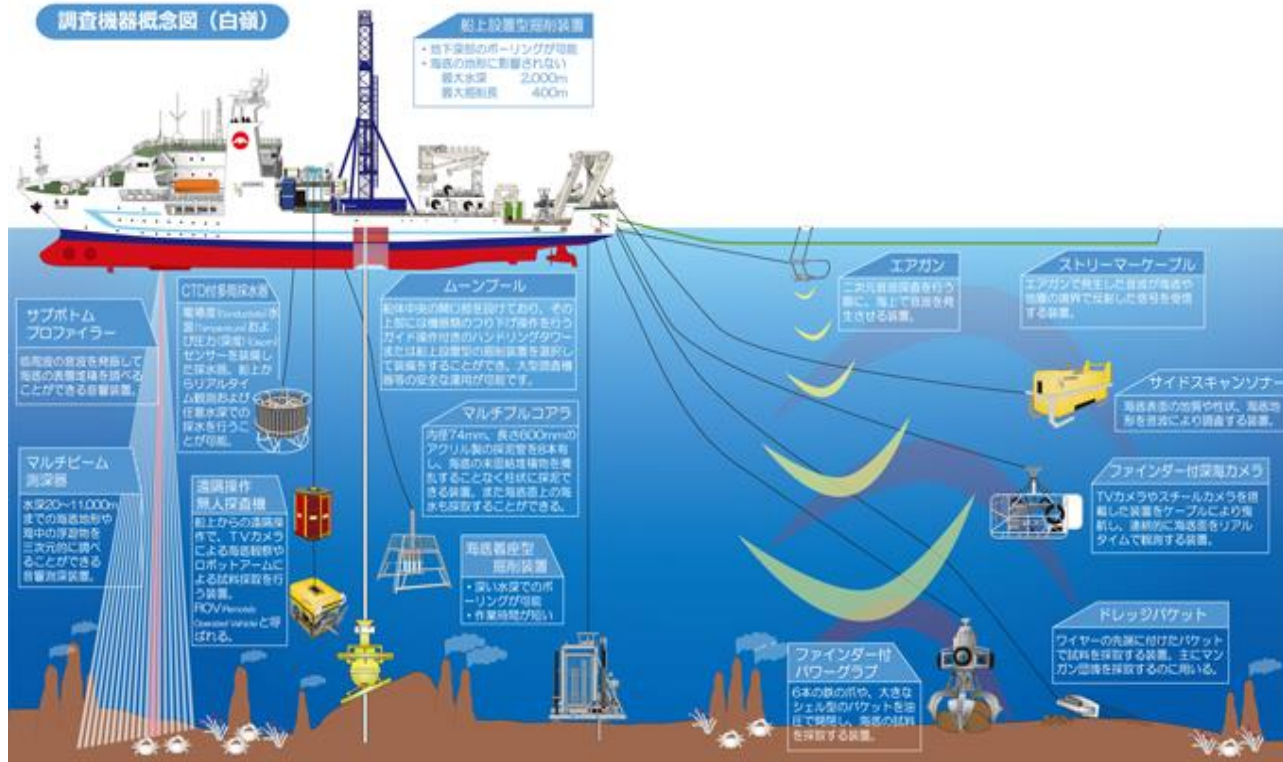 調査機器概念図（白嶺）
船上設置型掘削装置
・地下深部のボーリングが可能
・海底の地形に影響されない
最大水深 2,000m
最大掘削長 400m
サブボトム
プロファイラー
低周波の音波を発振して
海底の表層堆積を調べる
ことができる音響装置。
マルチビーム
測深器
水深20〜11,000m
までの海底地形や
海中の浮遊物を
三次元的に調べ
ることができる
音響測深装置。
CTD付多筒採水器
電導度(Conductivity)水
温(Temperature)およ
び圧力(深度)(Depth)
センサーを装備し
た採水器。船上か
らリアルタイ
ム観測および
任意水深での
採水を行うこ
とが可能。
遠隔操作
無人探査機
船上からの遠隔操
作で、TVカメラ
による海底観察や
ロボットアームに
よる試料採取を行
う装置。
ROV(Remotely
Operated Vehicle)と呼
ばれる。
ムーンプール
船体中央の開口部を設けており、その
上部には機器類のつり下げ操作を行う
ガイド操作付きのハンドリングタワー
または船上設置型の掘削装置を選択し
て装備をすることができ、大型調査機
器等の安全な運用が可能です。
マルチプルコアラ
内径74mm、長さ600mmの
アクリル製の採泥管を8本有
し、海底の未固結堆積物を攪
乱することなく柱状に採泥で
きる装置。また海底直上の海
水も採取することができる。
海底着座型
掘削装置
・深い水深でのボ
ーリングが可能
・作業時間が短い
エアガン
二次元音波探査を行う
際に、海上で音波を発
生させる装置。
ストリーマーケーブル
エアガンで発生した音波が海底や
地層の境界で反射した信号を受信
する装置。
サイドスキャンソナー
海底表面の地質や性状、海底地
形を音波により調査する装置。
ファインダー付深海カメラ
TVカメラやスチールカメラを搭
載した装置をケーブルにより曳
航し、連続的に海底面をリアル
タイムで観測する装置。
ドレッジバケット
ワイヤーの先端に付けたバケット
で試料を採取する装置。主にマン
ガン団塊を採取するのに用いる。
ファインダー付
パワーグラブ
6本の鉄の爪や、大きな
シェル型のバケットを油
圧で開閉し、海底の試料
を採取する装置。